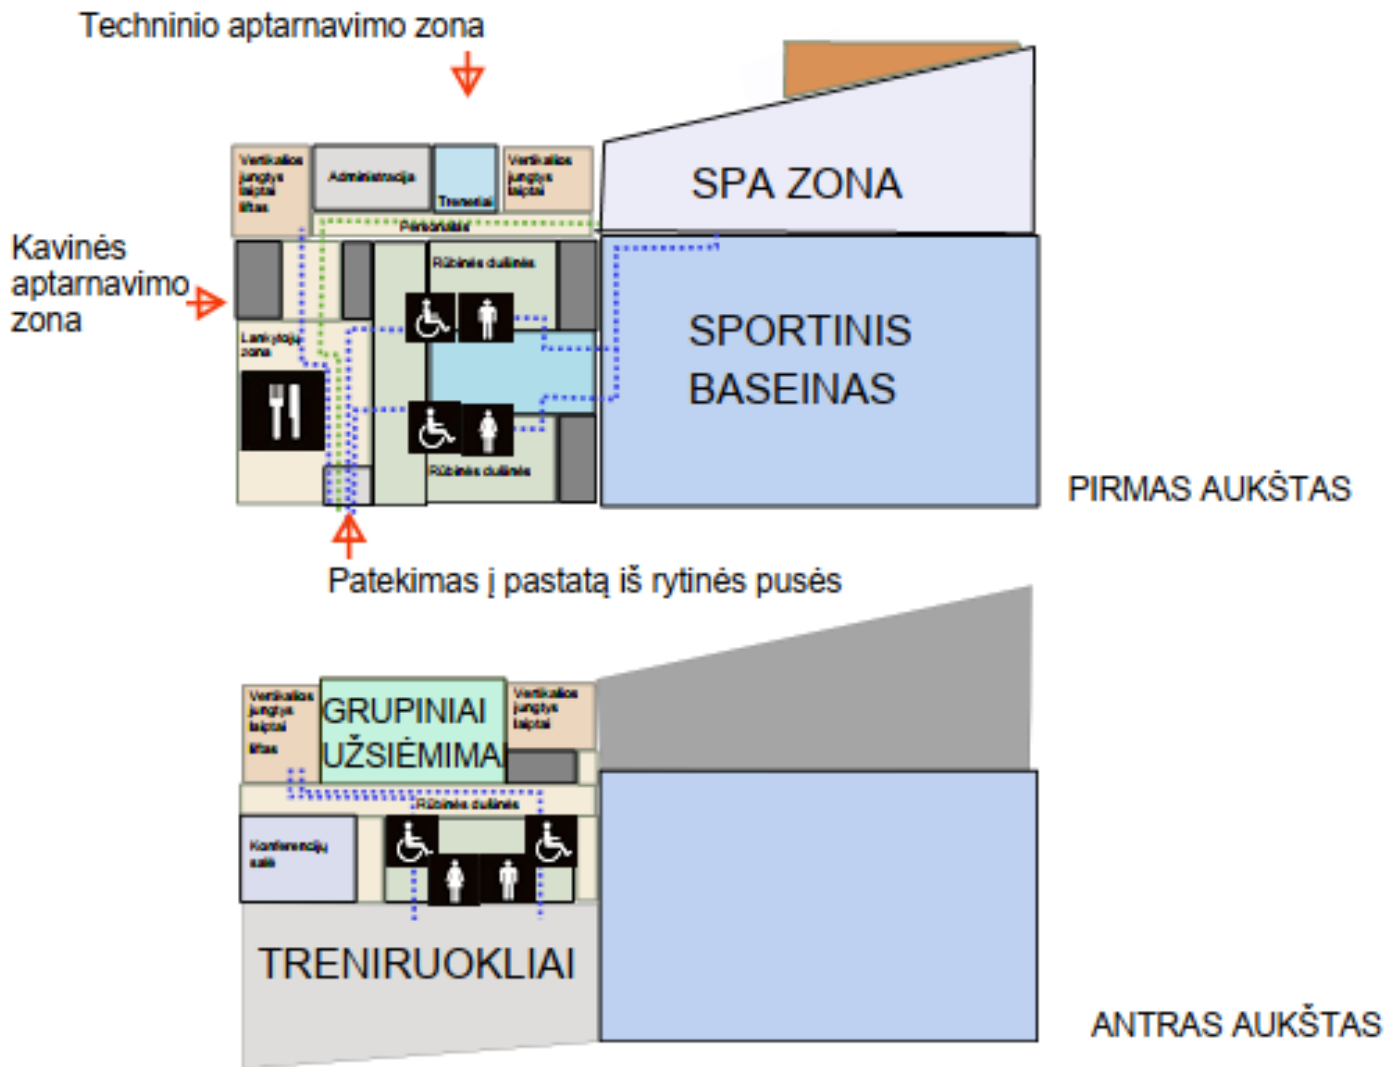 Techninio aptarnavimo zona
Vertikalios
jungtys
laiptai
liftas
Administracija
Treneriai
Vertikalios
jungtys
laiptai
SPA ZONA
Personalas
Kavinės
aptarnavimo
zona
Rūbinės dušinės
Lankytojų
zona
SPORTINIS
BASEINAS
Rūbinės dušinės
PIRMAS AUKŠTAS
Patekimas į pastatą iš rytinės pusės
Vertikalios
jungtys
laiptai
liftas
GRUPINIAI
UŽSIĖMIMAI
Vertikalios
jungtys
laiptai
Rūbinės dušinės
Konferencijų
salė
TRENIRUOKLIAI
ANTRAS AUKŠTAS